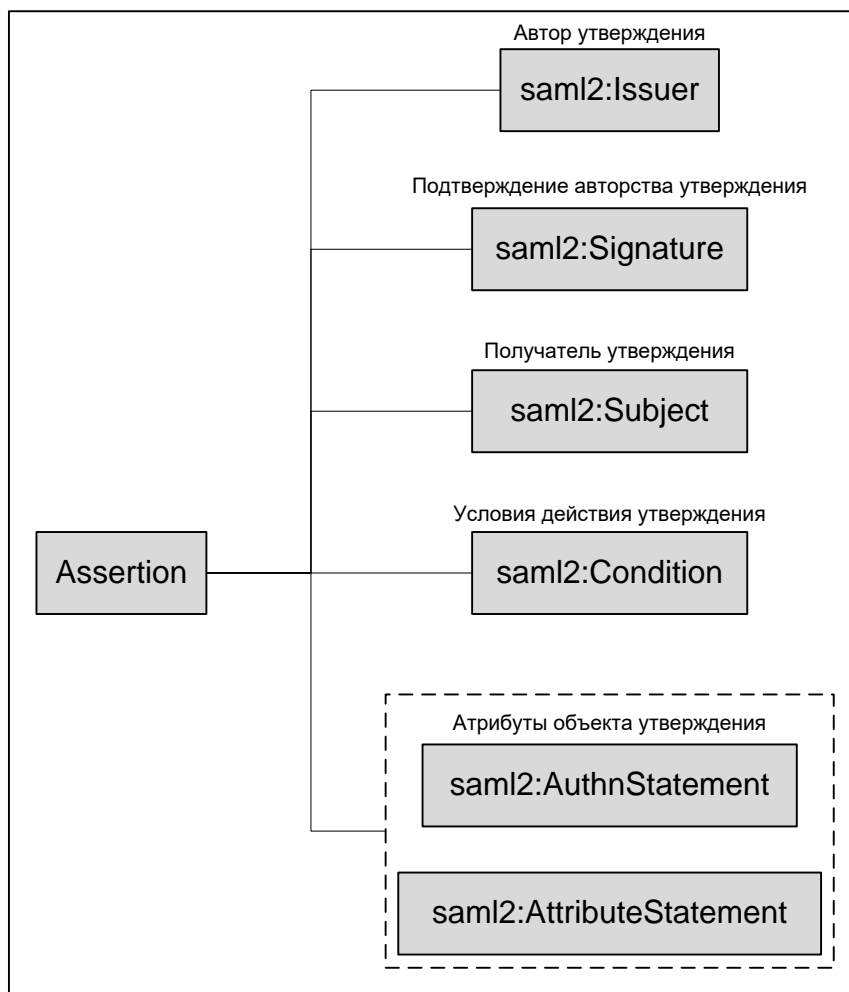 Автор утверждения
saml2:Issuer
Подтверждение авторства утверждения
saml2:Signature
Получатель утверждения
saml2:Subject
Условия действия утверждения
Assertion
saml2:Condition
Атрибуты объекта утверждения
saml2:AuthnStatement
saml2:AttributeStatement